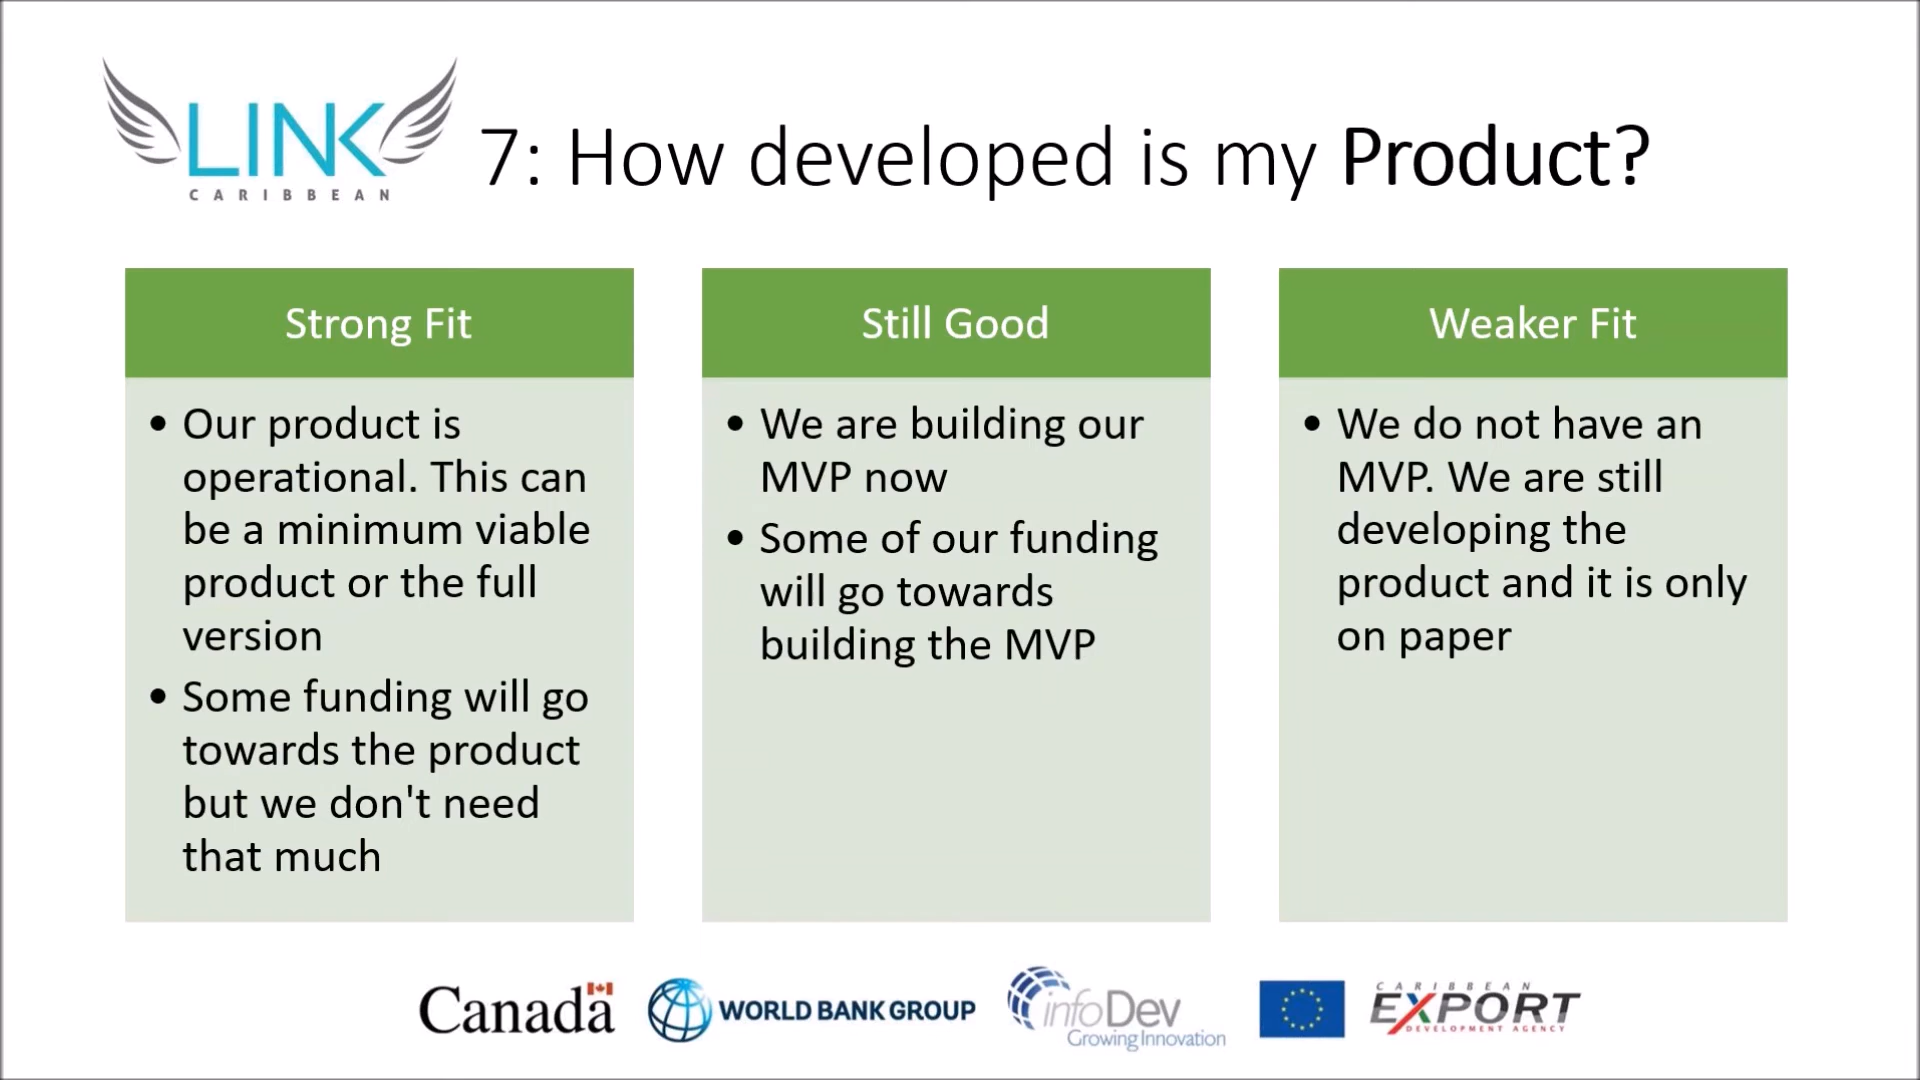 LINK
CARIBBEAN
7: How developed is my Product?
Strong Fit
• Our product is
operational. This can
be a minimum viable
product or the full
version
• Some funding will go
towards the product
but we don't need
that much
Still Good
• We are building our
MVP now
• Some of our funding
will go towards
building the MVP
Weaker Fit
• We do not have an
MVP. We are still
developing the
product and it is only
on paper
Canada
WORLD BANK GROUP
infoDev
Growing Innovation
CARIBBEAN
EXPORT
DEVELOPMENT AGENCY